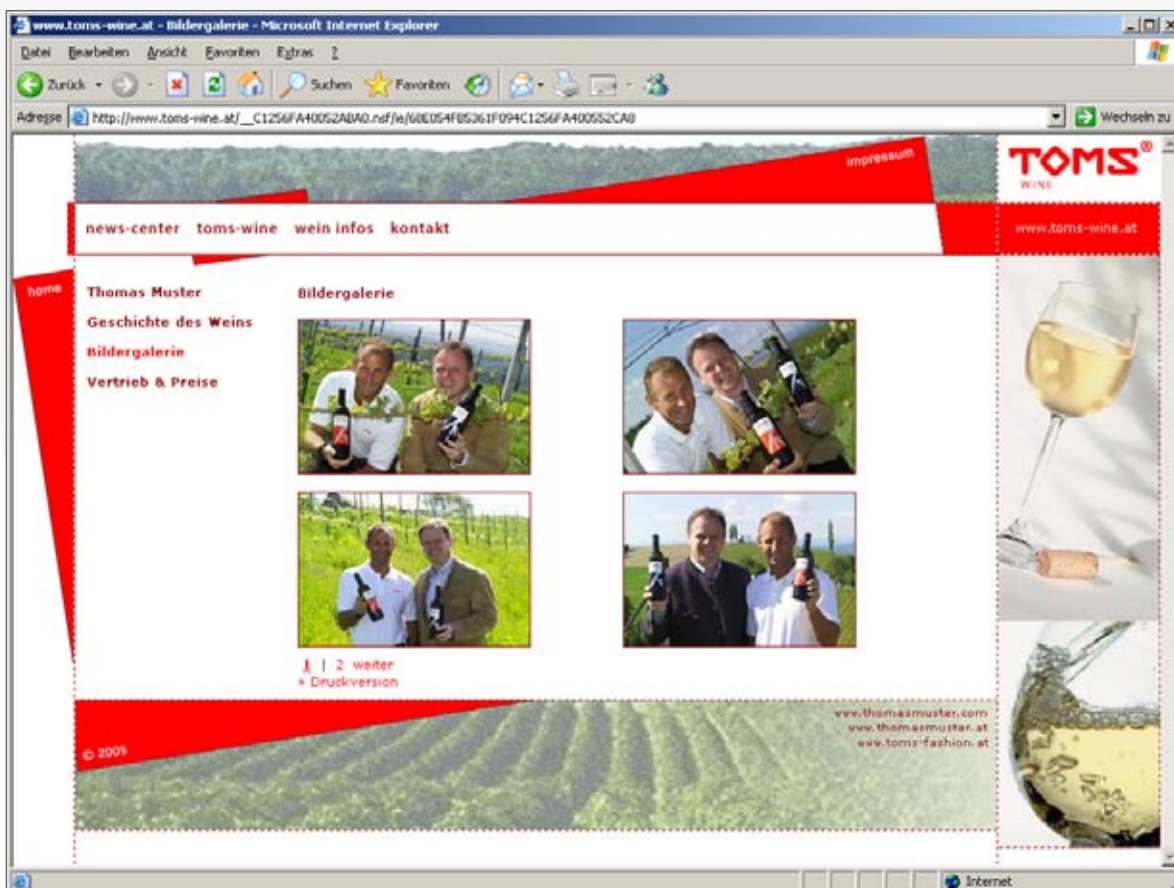 www.toms-wine.at - Bildergalerie - Microsoft Internet Explorer
Datei Bearbeiten Ansicht Favoriten Extras ?
Zurück Suchen Favoriten
Adresse http://www.toms-wine.at/__C1256FA40052ABA0.nsf/ie/60E054FB5361F094C1256FA400552CA8 Wechseln zu
impressum
TOMS®
WINE
news-center toms-wine wein infos kontakt
www.toms-wine.at
home
Thomas Muster
Geschichte des Weins
Bildergalerie
Vertrieb & Preise
Bildergalerie
1 | 2 weiter
» Druckversion
www.thomasmuster.com
www.thomasmuster.at
www.toms-fashion.at
© 2005
Internet